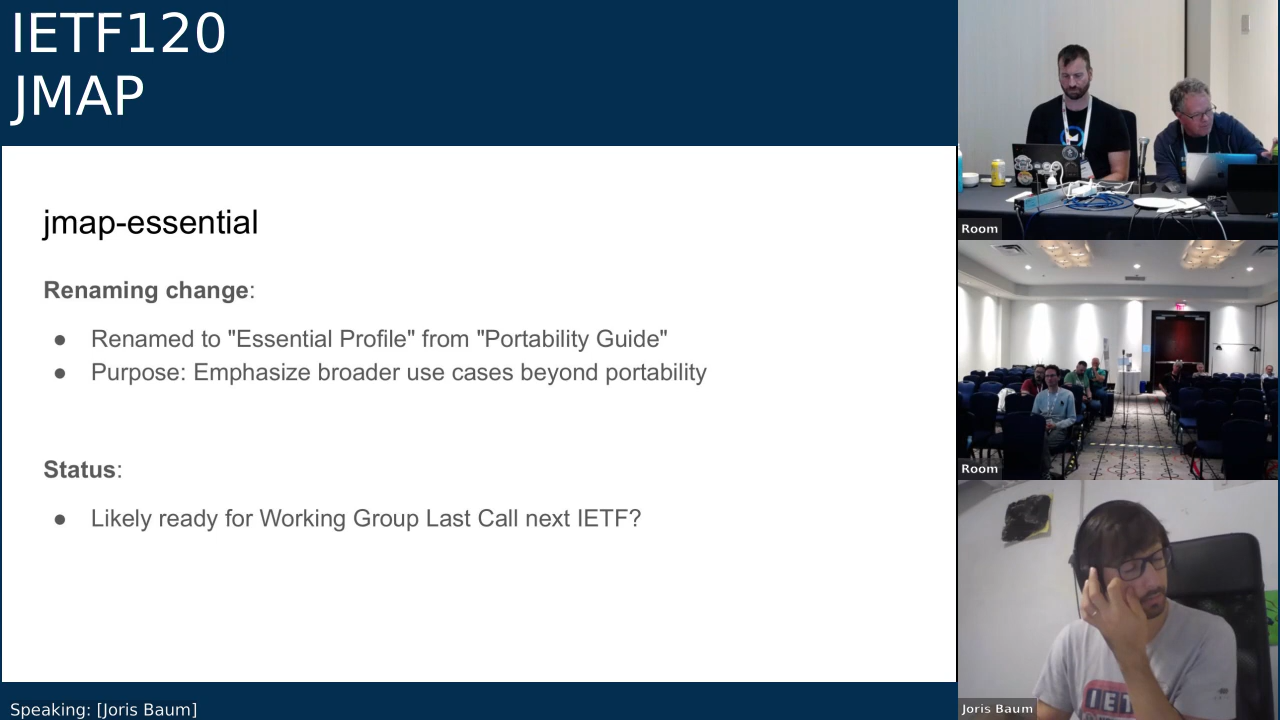 IETF120
JMAP
jmap-essential
Renaming change:
● Renamed to "Essential Profile" from "Portability Guide"
● Purpose: Emphasize broader use cases beyond portability
Status:
● Likely ready for Working Group Last Call next IETF?
Speaking: [Joris Baum]
Room
Room
Joris Baum